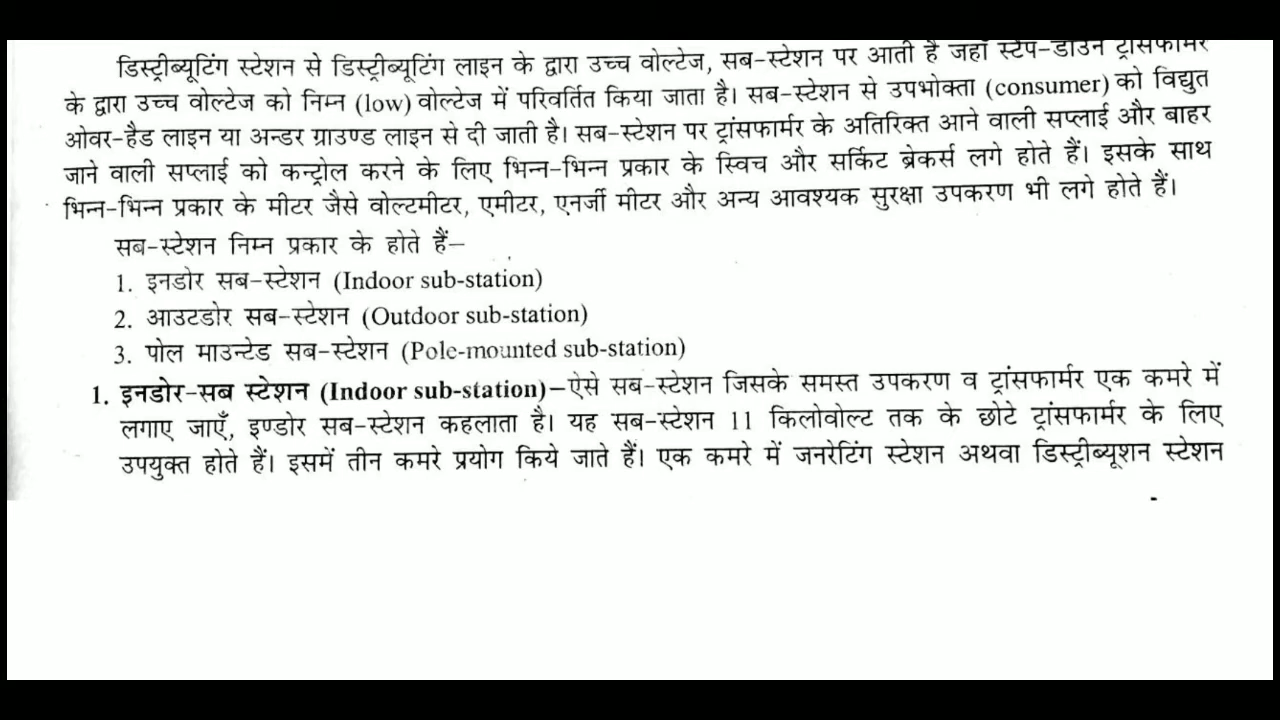 डिस्ट्रीब्यूटिंग स्टेशन से डिस्ट्रीब्यूटिंग लाइन के द्वारा उच्च वोल्टेज, सब-स्टेशन पर आती है जहाँ स्टेप-डाउन ट्रांसफार्मर
के द्वारा उच्च वोल्टेज को निम्न (low) वोल्टेज में परिवर्तित किया जाता है। सब-स्टेशन से उपभोक्ता (consumer) को विद्युत
ओवर-हैड लाइन या अन्डर ग्राउण्ड लाइन से दी जाती है। सब-स्टेशन पर ट्रांसफार्मर के अतिरिक्त आने वाली सप्लाई और बाहर
जाने वाली सप्लाई को कन्ट्रोल करने के लिए भिन्न-भिन्न प्रकार के स्विच और सर्किट ब्रेकर्स लगे होते हैं। इसके साथ
भिन्न-भिन्न प्रकार के मीटर जैसे वोल्टमीटर, एमीटर, एनर्जी मीटर और अन्य आवश्यक सुरक्षा उपकरण भी लगे होते हैं।
सब-स्टेशन निम्न प्रकार के होते हैं–
1. इनडोर सब-स्टेशन (Indoor sub-station)
2. आउटडोर सब-स्टेशन (Outdoor sub-station)
3. पोल माउन्टेड सब-स्टेशन (Pole-mounted sub-station)
1. इनडोर-सब स्टेशन (Indoor sub-station)–ऐसे सब-स्टेशन जिसके समस्त उपकरण व ट्रांसफार्मर एक कमरे में
लगाए जाएँ, इण्डोर सब-स्टेशन कहलाता है। यह सब-स्टेशन 11 किलोवोल्ट तक के छोटे ट्रांसफार्मर के लिए
उपयुक्त होते हैं। इसमें तीन कमरे प्रयोग किये जाते हैं। एक कमरे में जनरेटिंग स्टेशन अथवा डिस्ट्रीब्यूशन स्टेशन